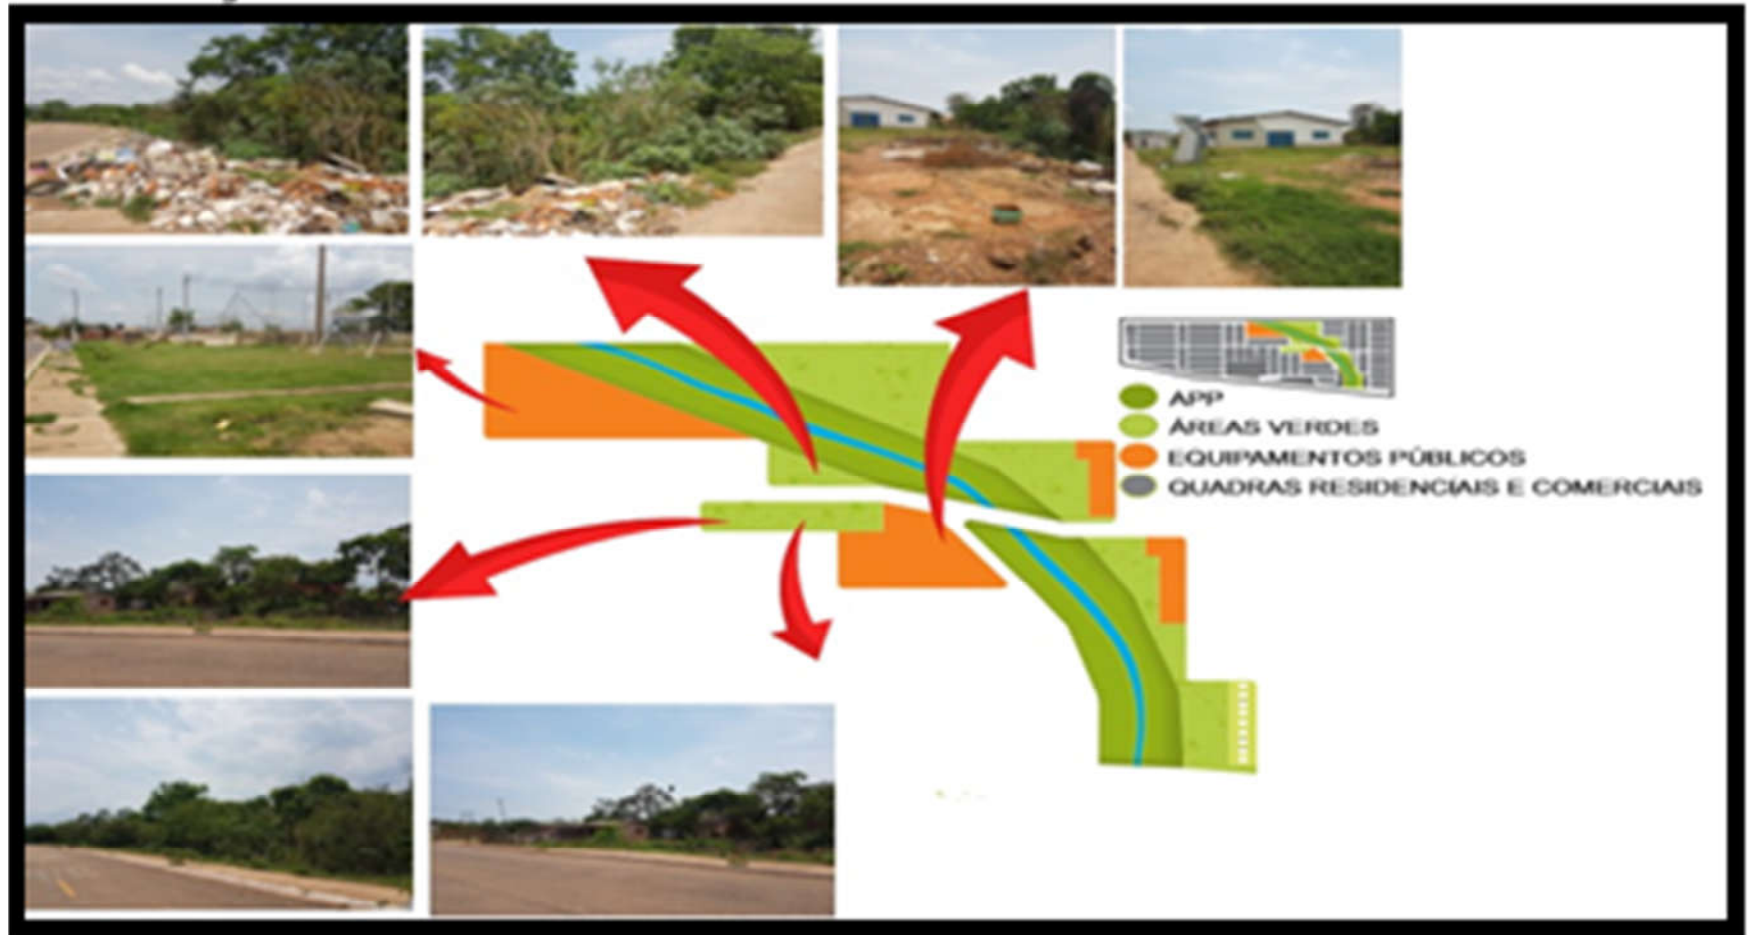 APP
ÁREAS VERDES
EQUIPAMENTOS PÚBLICOS
QUADRAS RESIDENCIAIS E COMERCIAIS